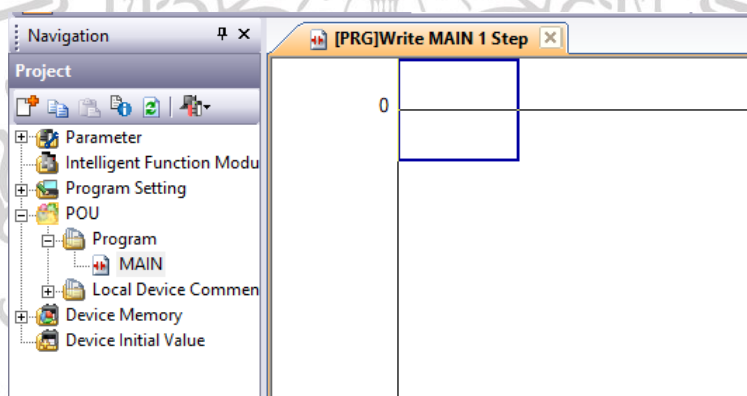 Navigation
[PRG]Write MAIN 1 Step
Project
0
Parameter
Intelligent Function Modu
Program Setting
POU
Program
MAIN
Local Device Commen
Device Memory
Device Initial Value